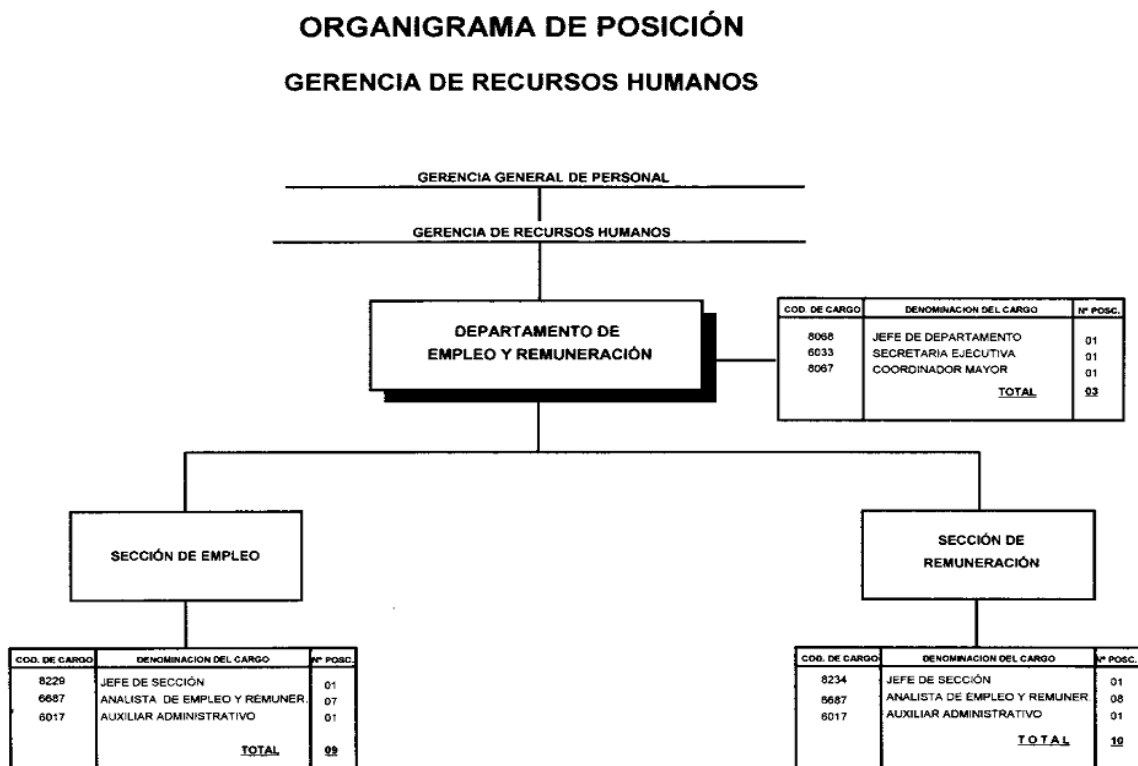 ORGANIGRAMA DE POSICIÓN
GERENCIA DE RECURSOS HUMANOS
GERENCIA GENERAL DE PERSONAL
GERENCIA DE RECURSOS HUMANOS
DEPARTAMENTO DE
EMPLEO Y REMUNERACIÓN
COD. DE CARGO DENOMINACION DEL CARGO Nº POSC.
8068 JEFE DE DEPARTAMENTO 01
6033 SECRETARIA EJECUTIVA 01
8067 COORDINADOR MAYOR 01
TOTAL 03
SECCIÓN DE EMPLEO
COD. DE CARGO DENOMINACION DEL CARGO Nº POSC.
8229 JEFE DE SECCIÓN 01
6687 ANALISTA DE EMPLEO Y REMUNER. 07
6017 AUXILIAR ADMINISTRATIVO 01
TOTAL 09
SECCIÓN DE
REMUNERACIÓN
COD. DE CARGO DENOMINACION DEL CARGO Nº POSC.
8234 JEFE DE SECCIÓN 01
6687 ANALISTA DE EMPLEO Y REMUNER. 08
6017 AUXILIAR ADMINISTRATIVO 01
TOTAL 10